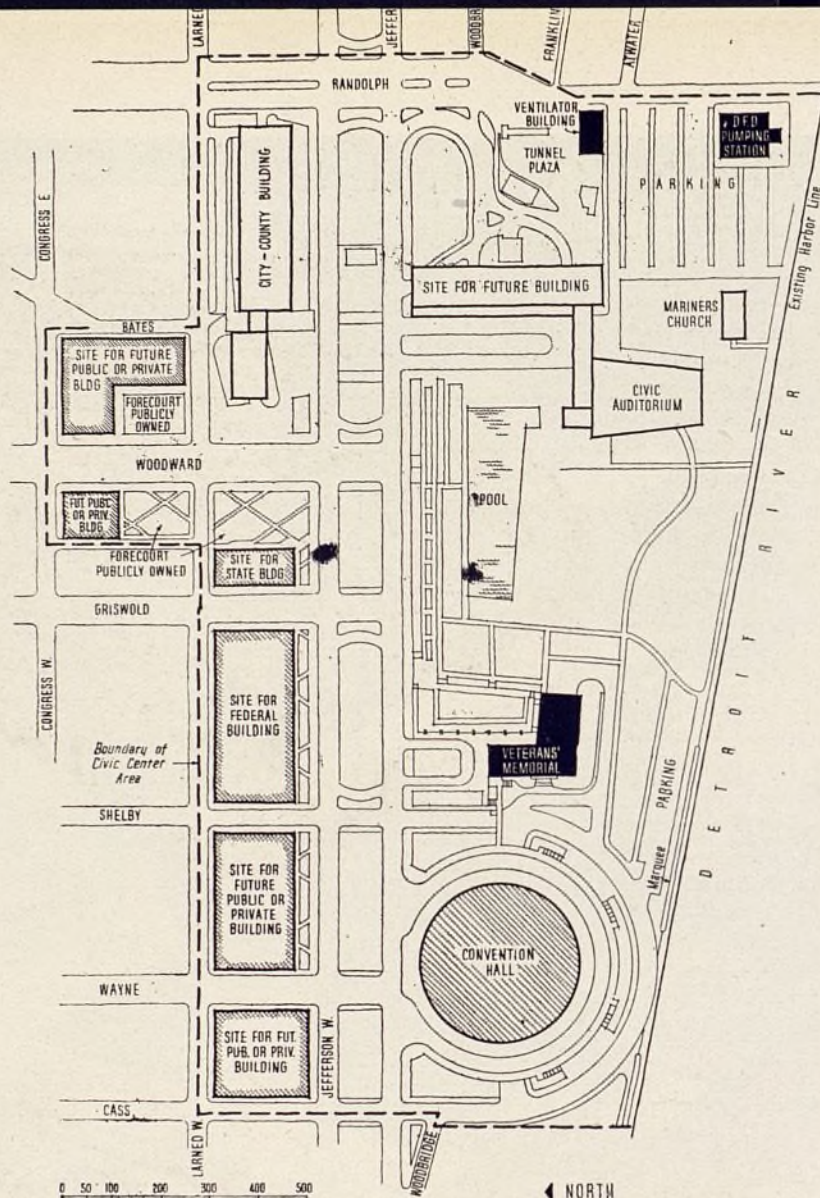 LARNED
JEFFER
WOODBR
FRANKLIN
ATWATER
RANDOLPH
VENTILATOR
BUILDING
TUNNEL
PLAZA
D.F.D.
PUMPING
STATION
PARKING
CONGRESS E
CITY-COUNTY BUILDING
Existing Harbor Line
SITE FOR FUTURE BUILDING
MARINERS
CHURCH
BATES
SITE FOR FUTURE
PUBLIC OR PRIVATE
BLDG
FORECOURT
PUBLICLY
OWNED
CIVIC
AUDITORIUM
WOODWARD
FUT. PUBL.
OR PRIV.
BLDG.
POOL
FORECOURT
PUBLICLY OWNED
SITE FOR
STATE BLDG
GRISWOLD
DETROIT RIVER
CONGRESS W.
SITE FOR
FEDERAL
BUILDING
Boundary of
Civic Center
Area
VETERANS'
MEMORIAL
PARKING
SHELBY
Marquee
SITE FOR
FUTURE
PUBLIC OR
PRIVATE
BUILDING
CONVENTION
HALL
WAYNE
SITE FOR FUT.
PUB. OR PRIV.
BUILDING
JEFFERSON W.
CASS
LARNED W.
WOODBRIDGE
0 50 100 200 300 400 500
NORTH